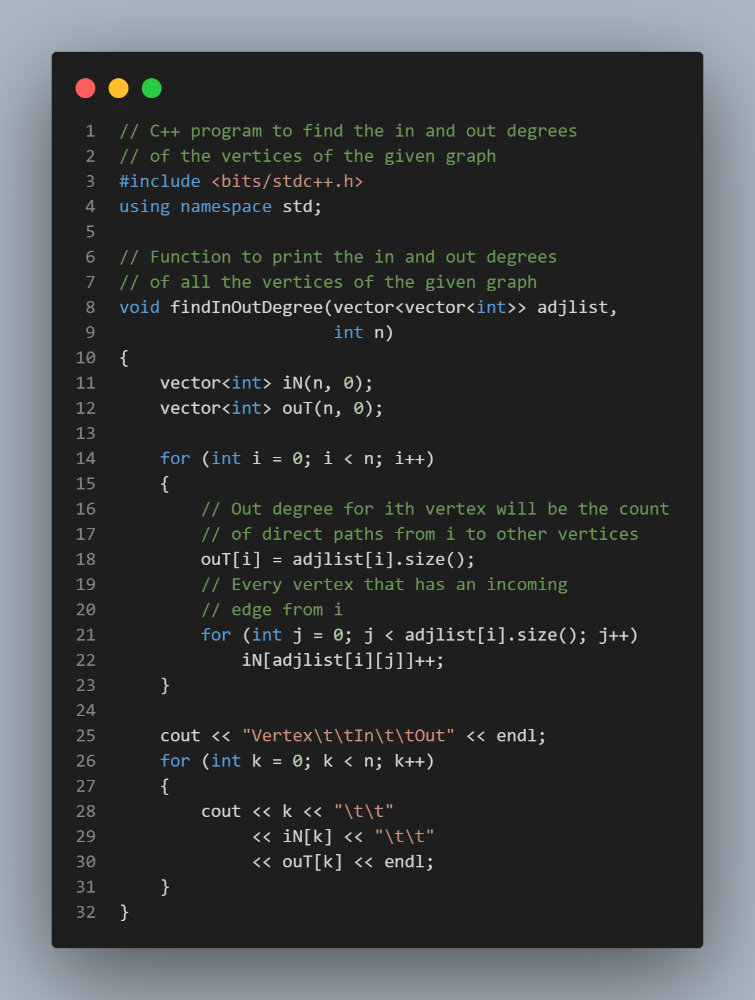 1 // C++ program to find the in and out degrees
2 // of the vertices of the given graph
3 #include <bits/stdc++.h>
4 using namespace std;
5
6 // Function to print the in and out degrees
7 // of all the vertices of the given graph
8 void findInOutDegree(vector<vector<int>> adjlist,
9                      int n)
10 {
11     vector<int> iN(n, 0);
12     vector<int> ouT(n, 0);
13
14     for (int i = 0; i < n; i++)
15     {
16         // Out degree for ith vertex will be the count
17         // of direct paths from i to other vertices
18         ouT[i] = adjlist[i].size();
19         // Every vertex that has an incoming
20         // edge from i
21         for (int j = 0; j < adjlist[i].size(); j++)
22             iN[adjlist[i][j]]++;
23     }
24
25     cout << "Vertex\t\tIn\t\tOut" << endl;
26     for (int k = 0; k < n; k++)
27     {
28         cout << k << "\t\t"
29              << iN[k] << "\t\t"
30              << ouT[k] << endl;
31     }
32 }